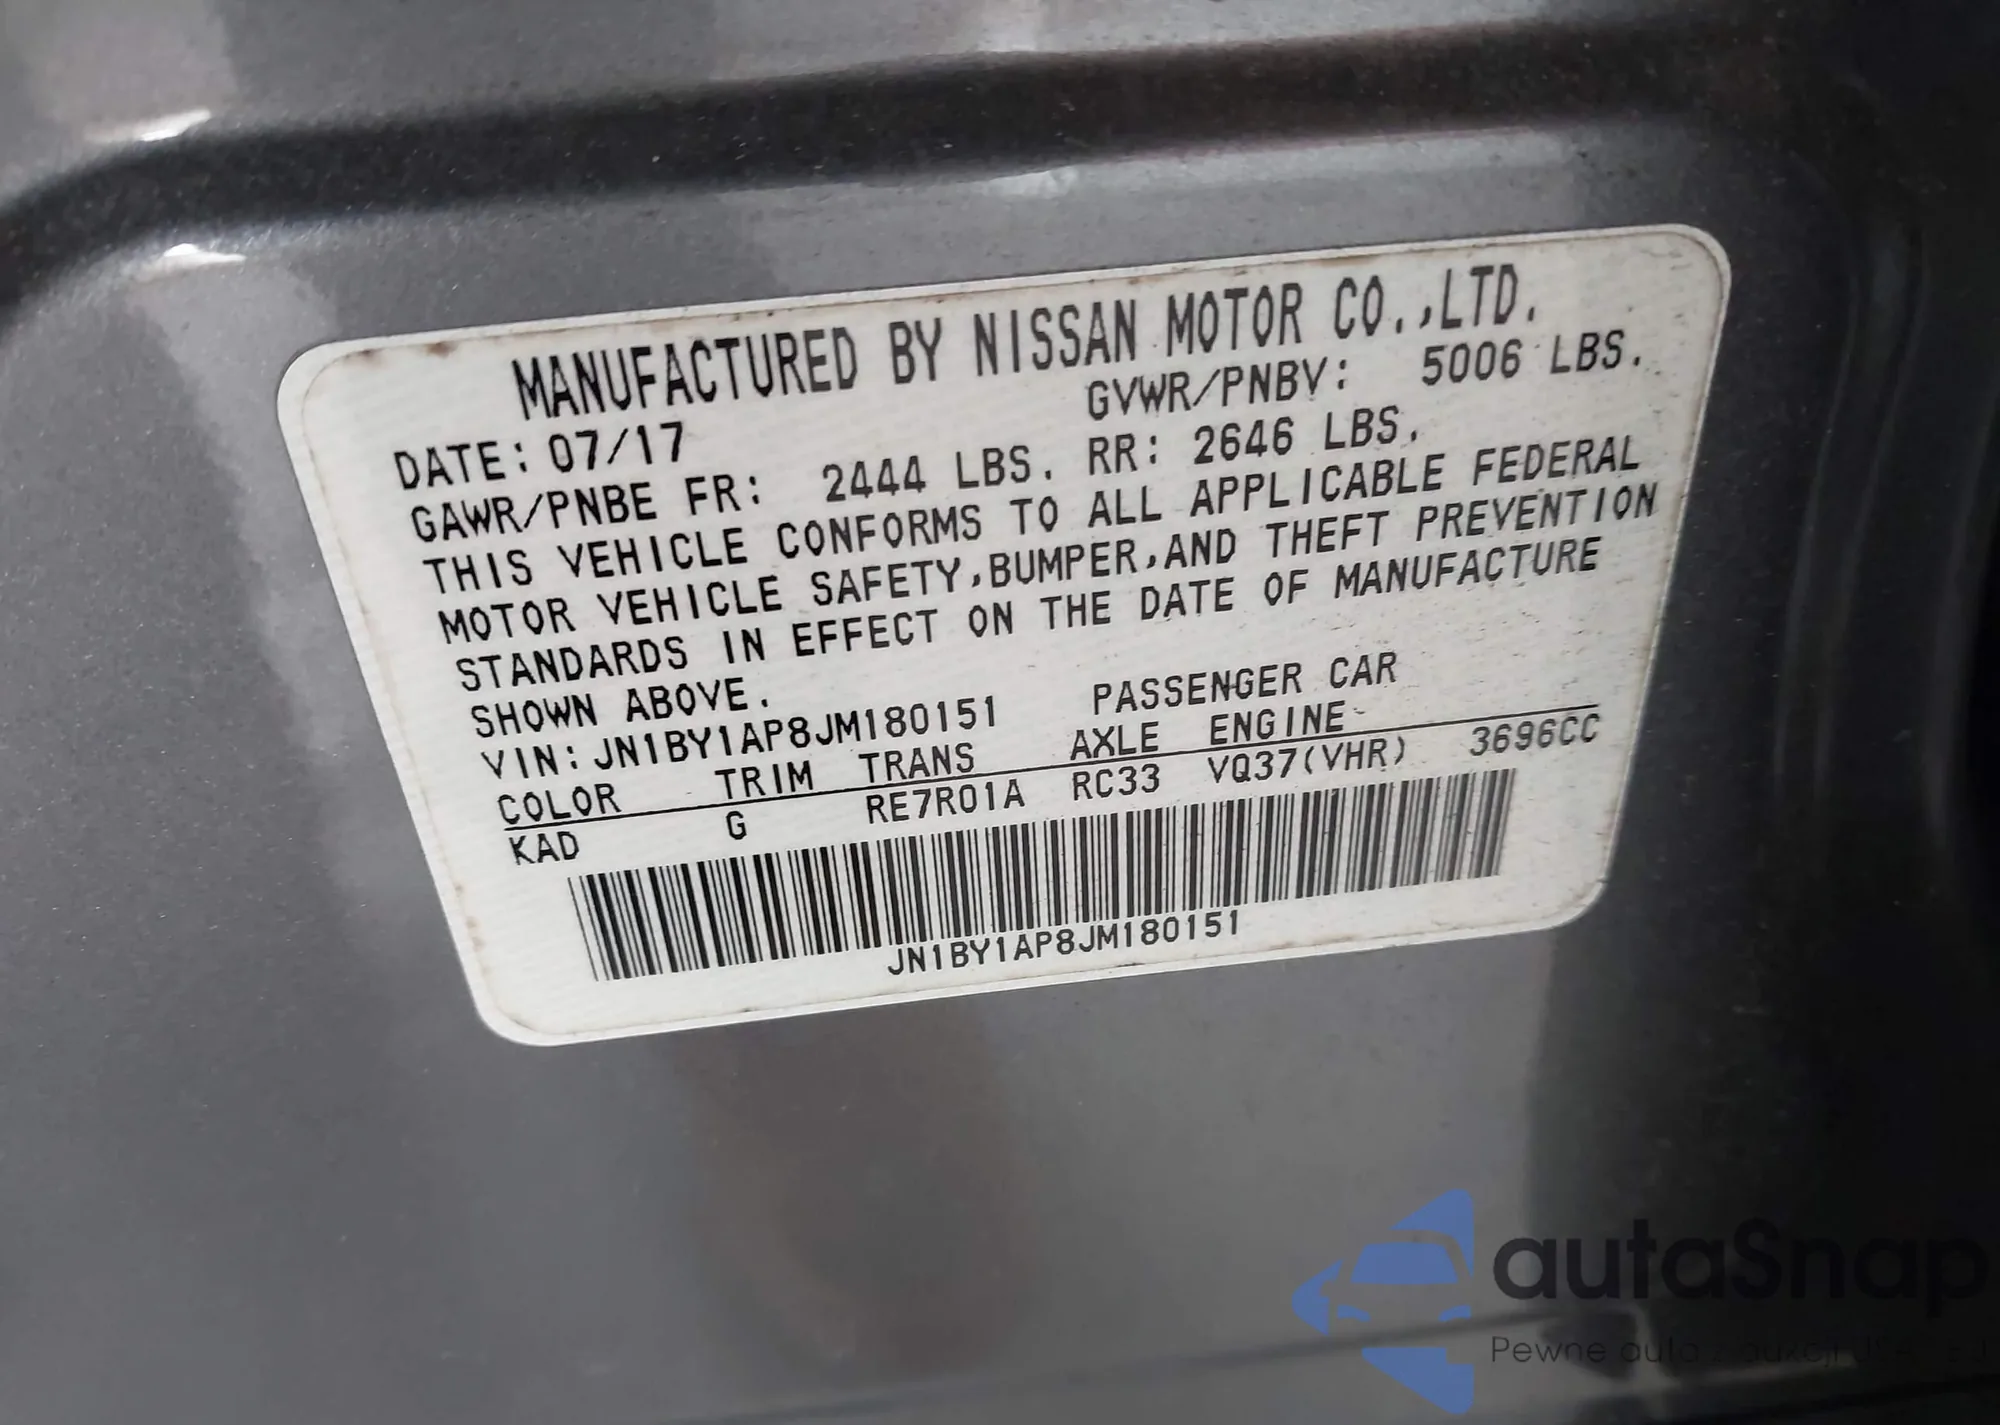 MANUFACTURED BY NISSAN MOTOR CO.,LTD.
DATE: 07/17 GVWR/PNBV: 5006 LBS.
GAWR/PNBE FR: 2444 LBS. RR: 2646 LBS.
THIS VEHICLE CONFORMS TO ALL APPLICABLE FEDERAL
MOTOR VEHICLE SAFETY,BUMPER,AND THEFT PREVENTION
STANDARDS IN EFFECT ON THE DATE OF MANUFACTURE
SHOWN ABOVE.
VIN: JN1BY1AP8JM180151 PASSENGER CAR
COLOR TRIM TRANS AXLE ENGINE
KAD G RE7R01A RC33 VQ37(VHR) 3696CC
JN1BY1AP8JM180151
autaSnap
Pewne auta z aukcji